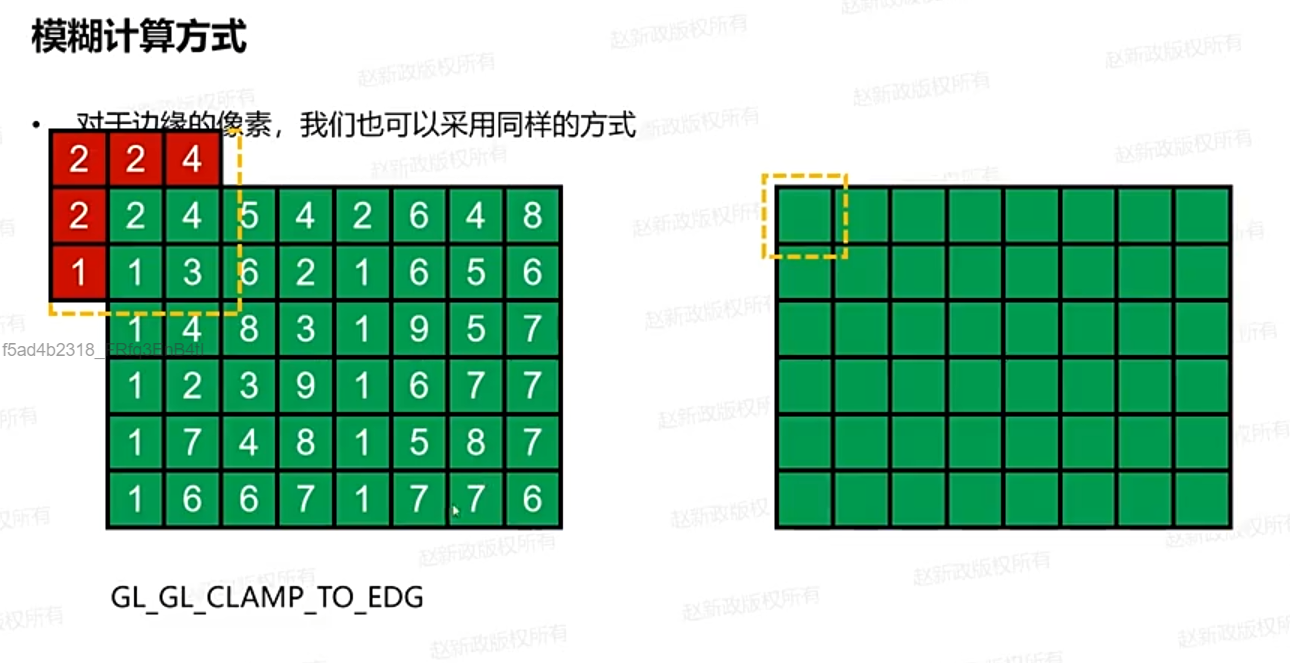 模糊计算方式
• 对于边缘的像素，我们也可以采用同样的方式
2 2 4
2 2 4 5 4 2 6 4 8
1 1 3 6 2 1 6 5 6
1 4 8 3 1 9 5 7
1 2 3 9 1 6 7 7
1 7 4 8 1 5 8 7
1 6 6 7 1 7 7 6
GL_GL_CLAMP_TO_EDG
赵新政版权所有